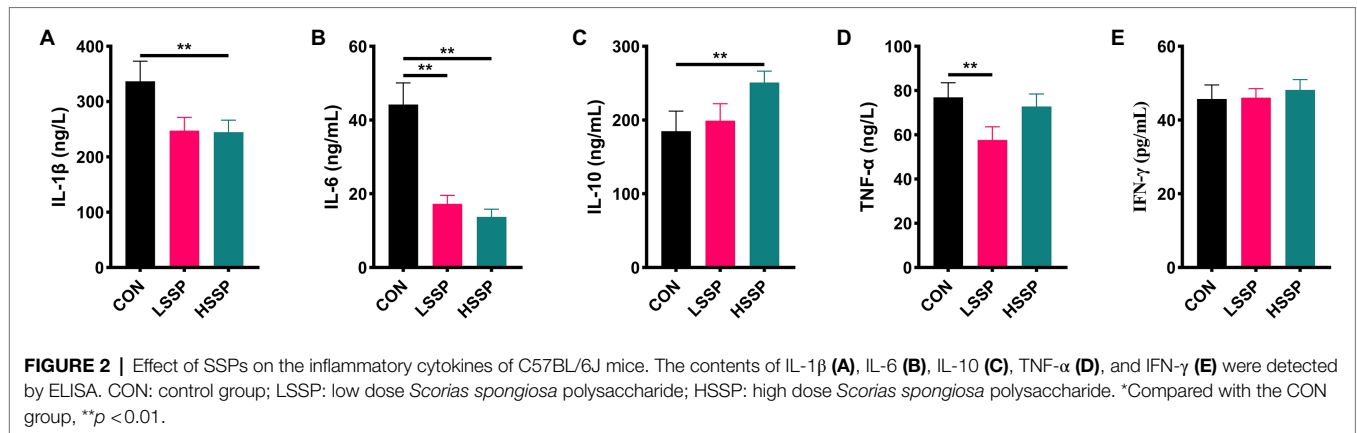 A
B
C
D
E
400
300
200
100
0
IL-1β (ng/L)
**
CON
LSSP
HSSP
60
40
20
0
IL-6 (ng/mL)
**
**
CON
LSSP
HSSP
300
200
100
0
IL-10 (ng/mL)
**
CON
LSSP
HSSP
100
80
60
40
20
0
TNF-α (ng/L)
**
CON
LSSP
HSSP
60
40
20
0
IFN-γ (pg/mL)
CON
LSSP
HSSP
FIGURE 2 | Effect of SSPs on the inflammatory cytokines of C57BL/6J mice. The contents of IL-1β (A), IL-6 (B), IL-10 (C), TNF-α (D), and IFN-γ (E) were detected
by ELISA. CON: control group; LSSP: low dose Scorias spongiosa polysaccharide; HSSP: high dose Scorias spongiosa polysaccharide. *Compared with the CON
group, **p < 0.01.